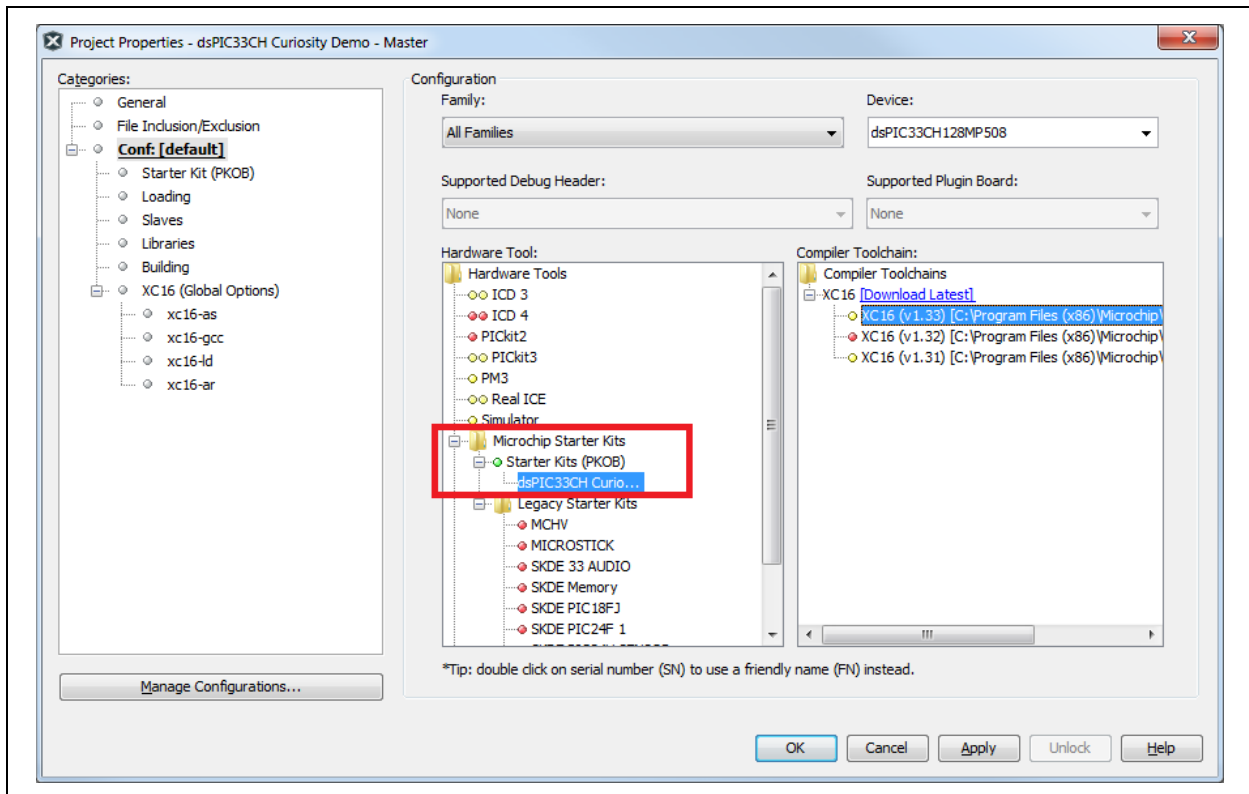 Project Properties - dsPIC33CH Curiosity Demo - Master
Categories:
General
File Inclusion/Exclusion
Conf: [default]
Starter Kit (PKOB)
Loading
Slaves
Libraries
Building
XC16 (Global Options)
xc16-as
xc16-gcc
xc16-ld
xc16-ar
Manage Configurations...
Configuration
Family:
Device:
All Families
dsPIC33CH128MP508
Supported Debug Header:
Supported Plugin Board:
None
None
Hardware Tool:
Hardware Tools
ICD 3
ICD 4
PICkit2
PICkit3
PM3
Real ICE
Simulator
Microchip Starter Kits
Starter Kits (PKOB)
dsPIC33CH Curio...
Legacy Starter Kits
MCHV
MICROSTICK
SKDE 33 AUDIO
SKDE Memory
SKDE PIC18FJ
SKDE PIC24F 1
Compiler Toolchain:
Compiler Toolchains
XC16 [Download Latest]
XC16 (v1.33) [C:\Program Files (x86)\Microchip\
XC16 (v1.32) [C:\Program Files (x86)\Microchip\
XC16 (v1.31) [C:\Program Files (x86)\Microchip\
*Tip: double click on serial number (SN) to use a friendly name (FN) instead.
OK
Cancel
Apply
Unlock
Help